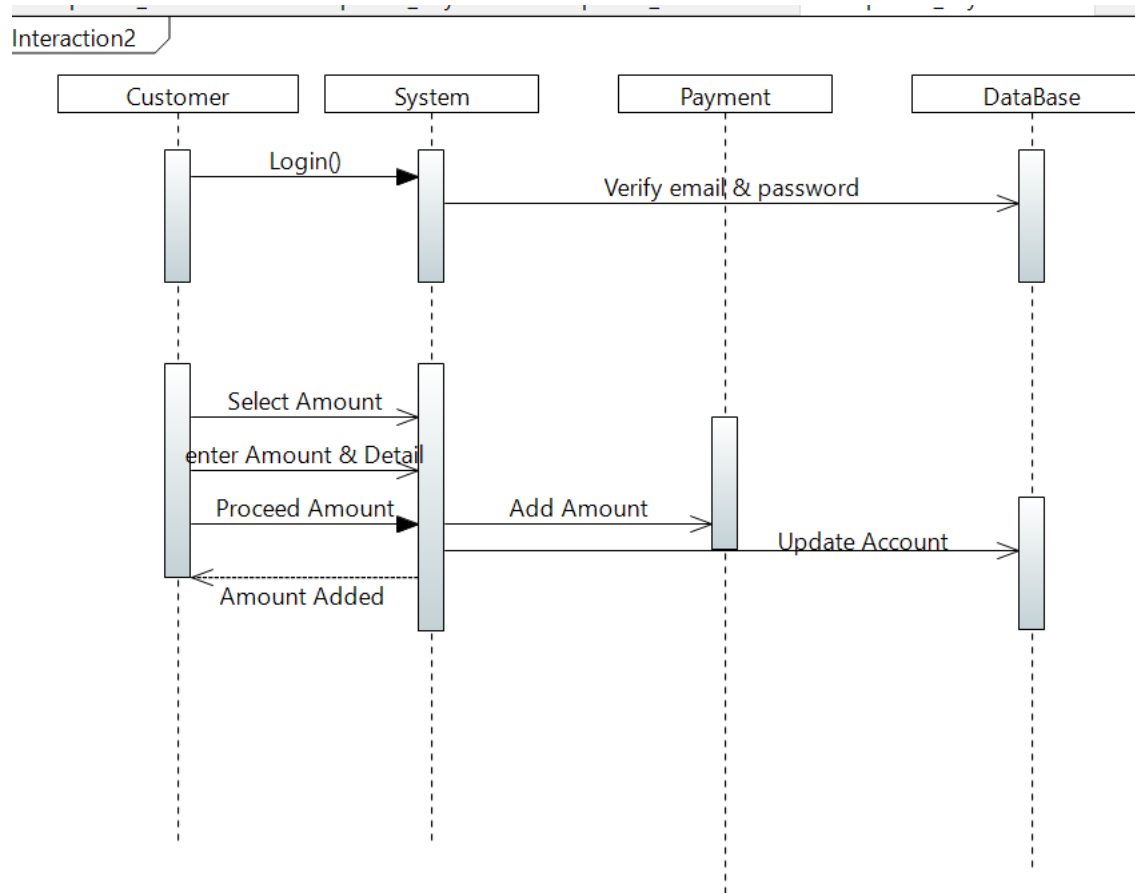 Interaction2
Customer
System
Payment
DataBase
Login()
Verify email & password
Select Amount
enter Amount & Detail
Proceed Amount
Add Amount
Update Account
Amount Added